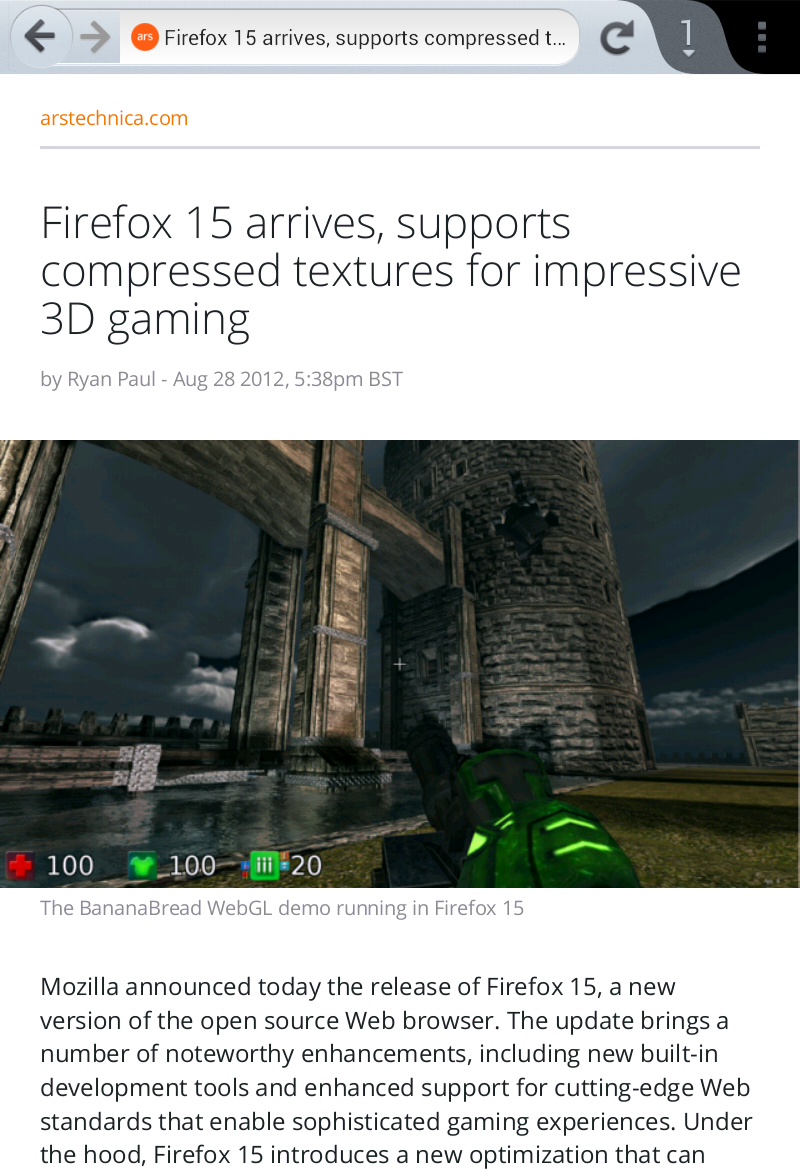 ars Firefox 15 arrives, supports compressed t... 1
arstechnica.com
Firefox 15 arrives, supports
compressed textures for impressive
3D gaming
by Ryan Paul - Aug 28 2012, 5:38pm BST
100 100 20
The BananaBread WebGL demo running in Firefox 15
Mozilla announced today the release of Firefox 15, a new
version of the open source Web browser. The update brings a
number of noteworthy enhancements, including new built-in
development tools and enhanced support for cutting-edge Web
standards that enable sophisticated gaming experiences. Under
the hood, Firefox 15 introduces a new optimization that can